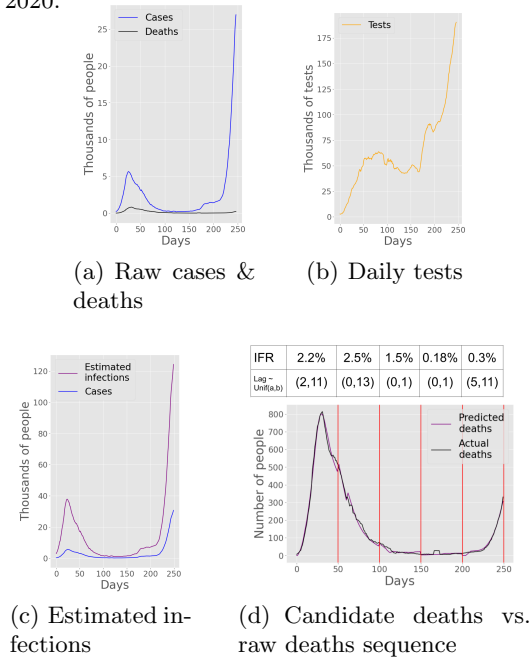 2020.
Cases
Deaths
Thousands of people
25
20
15
10
5
0
0 50 100 150 200 250
Days
(a) Raw cases &
deaths
Tests
Thousands of tests
175
150
125
100
75
50
25
0
0 50 100 150 200 250
Days
(b) Daily tests
Estimated
infections
Cases
Thousands of people
120
100
80
60
40
20
0
0 50 100 150 200 250
Days
(c) Estimated in-
fections
IFR 2.2% 2.5% 1.5% 0.18% 0.3%
Lag ~
Unif(a,b) (2,11) (0,13) (0,1) (0,1) (5,11)
Predicted
deaths
Actual
deaths
Number of people
800
700
600
500
400
300
200
100
0
0 50 100 150 200 250
Days
(d) Candidate deaths vs.
raw deaths sequence